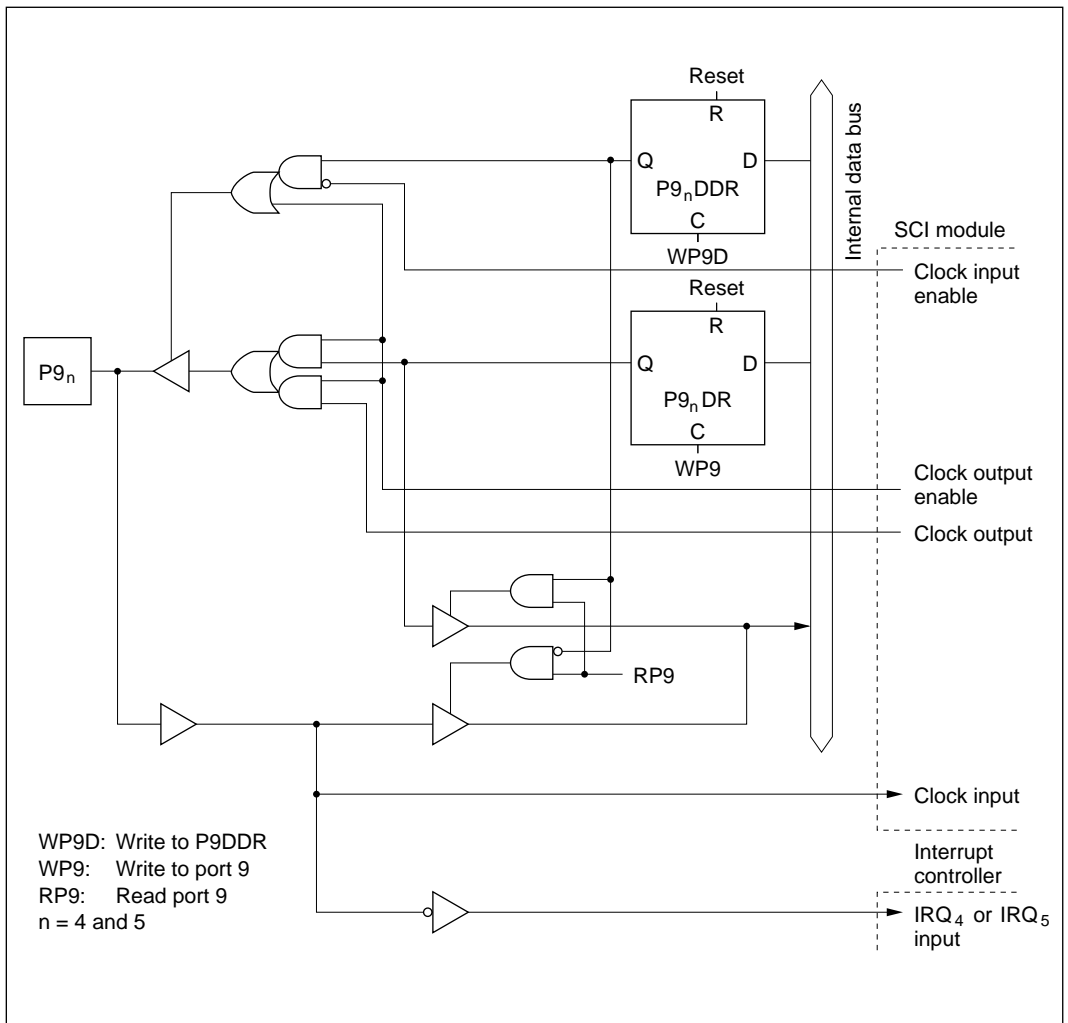 Reset
R
Q
D
P9nDDR
C
WP9D
Internal data bus
SCI module
Clock input
enable
Reset
R
Q
D
P9nDR
C
WP9
P9n
Clock output
enable
Clock output
RP9
Clock input
WP9D: Write to P9DDR
WP9: Write to port 9
RP9: Read port 9
n = 4 and 5
Interrupt
controller
IRQ4 or IRQ5
input